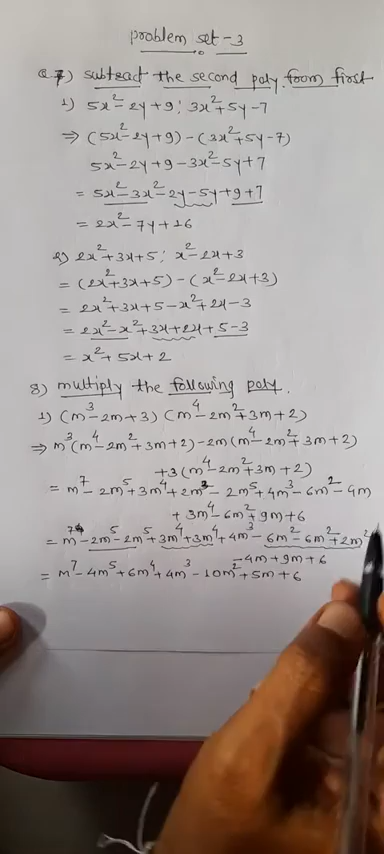 problem set - 3
Q.7) subtract the second poly. from first
1) 5x² - 2y + 9 ; 3x² + 5y - 7
⇒ (5x² - 2y + 9) - (3x² + 5y - 7)
5x² - 2y + 9 - 3x² - 5y + 7
= 5x² - 3x² - 2y - 5y + 9 + 7
= 2x² - 7y + 16
2) 2x² + 3x + 5 ; x² - 2x + 3
= (2x² + 3x + 5) - (x² - 2x + 3)
= 2x² + 3x + 5 - x² + 2x - 3
= 2x² - x² + 3x + 2x + 5 - 3
= x² + 5x + 2
8) multiply the following poly.
1) (m³ - 2m + 3) (m⁴ - 2m² + 3m + 2)
⇒ m³(m⁴ - 2m² + 3m + 2) - 2m(m⁴ - 2m² + 3m + 2)
+ 3(m⁴ - 2m² + 3m + 2)
= m⁷ - 2m⁵ + 3m⁴ + 2m³ - 2m⁵ + 4m³ - 6m² - 4m
+ 3m⁴ - 6m² + 9m + 6
= m⁷ - 2m⁵ - 2m⁵ + 3m⁴ + 3m⁴ + 4m³ - 6m² - 6m² + 2m²
- 4m + 9m + 6
= m⁷ - 4m⁵ + 6m⁴ + 4m³ - 10m² + 5m + 6